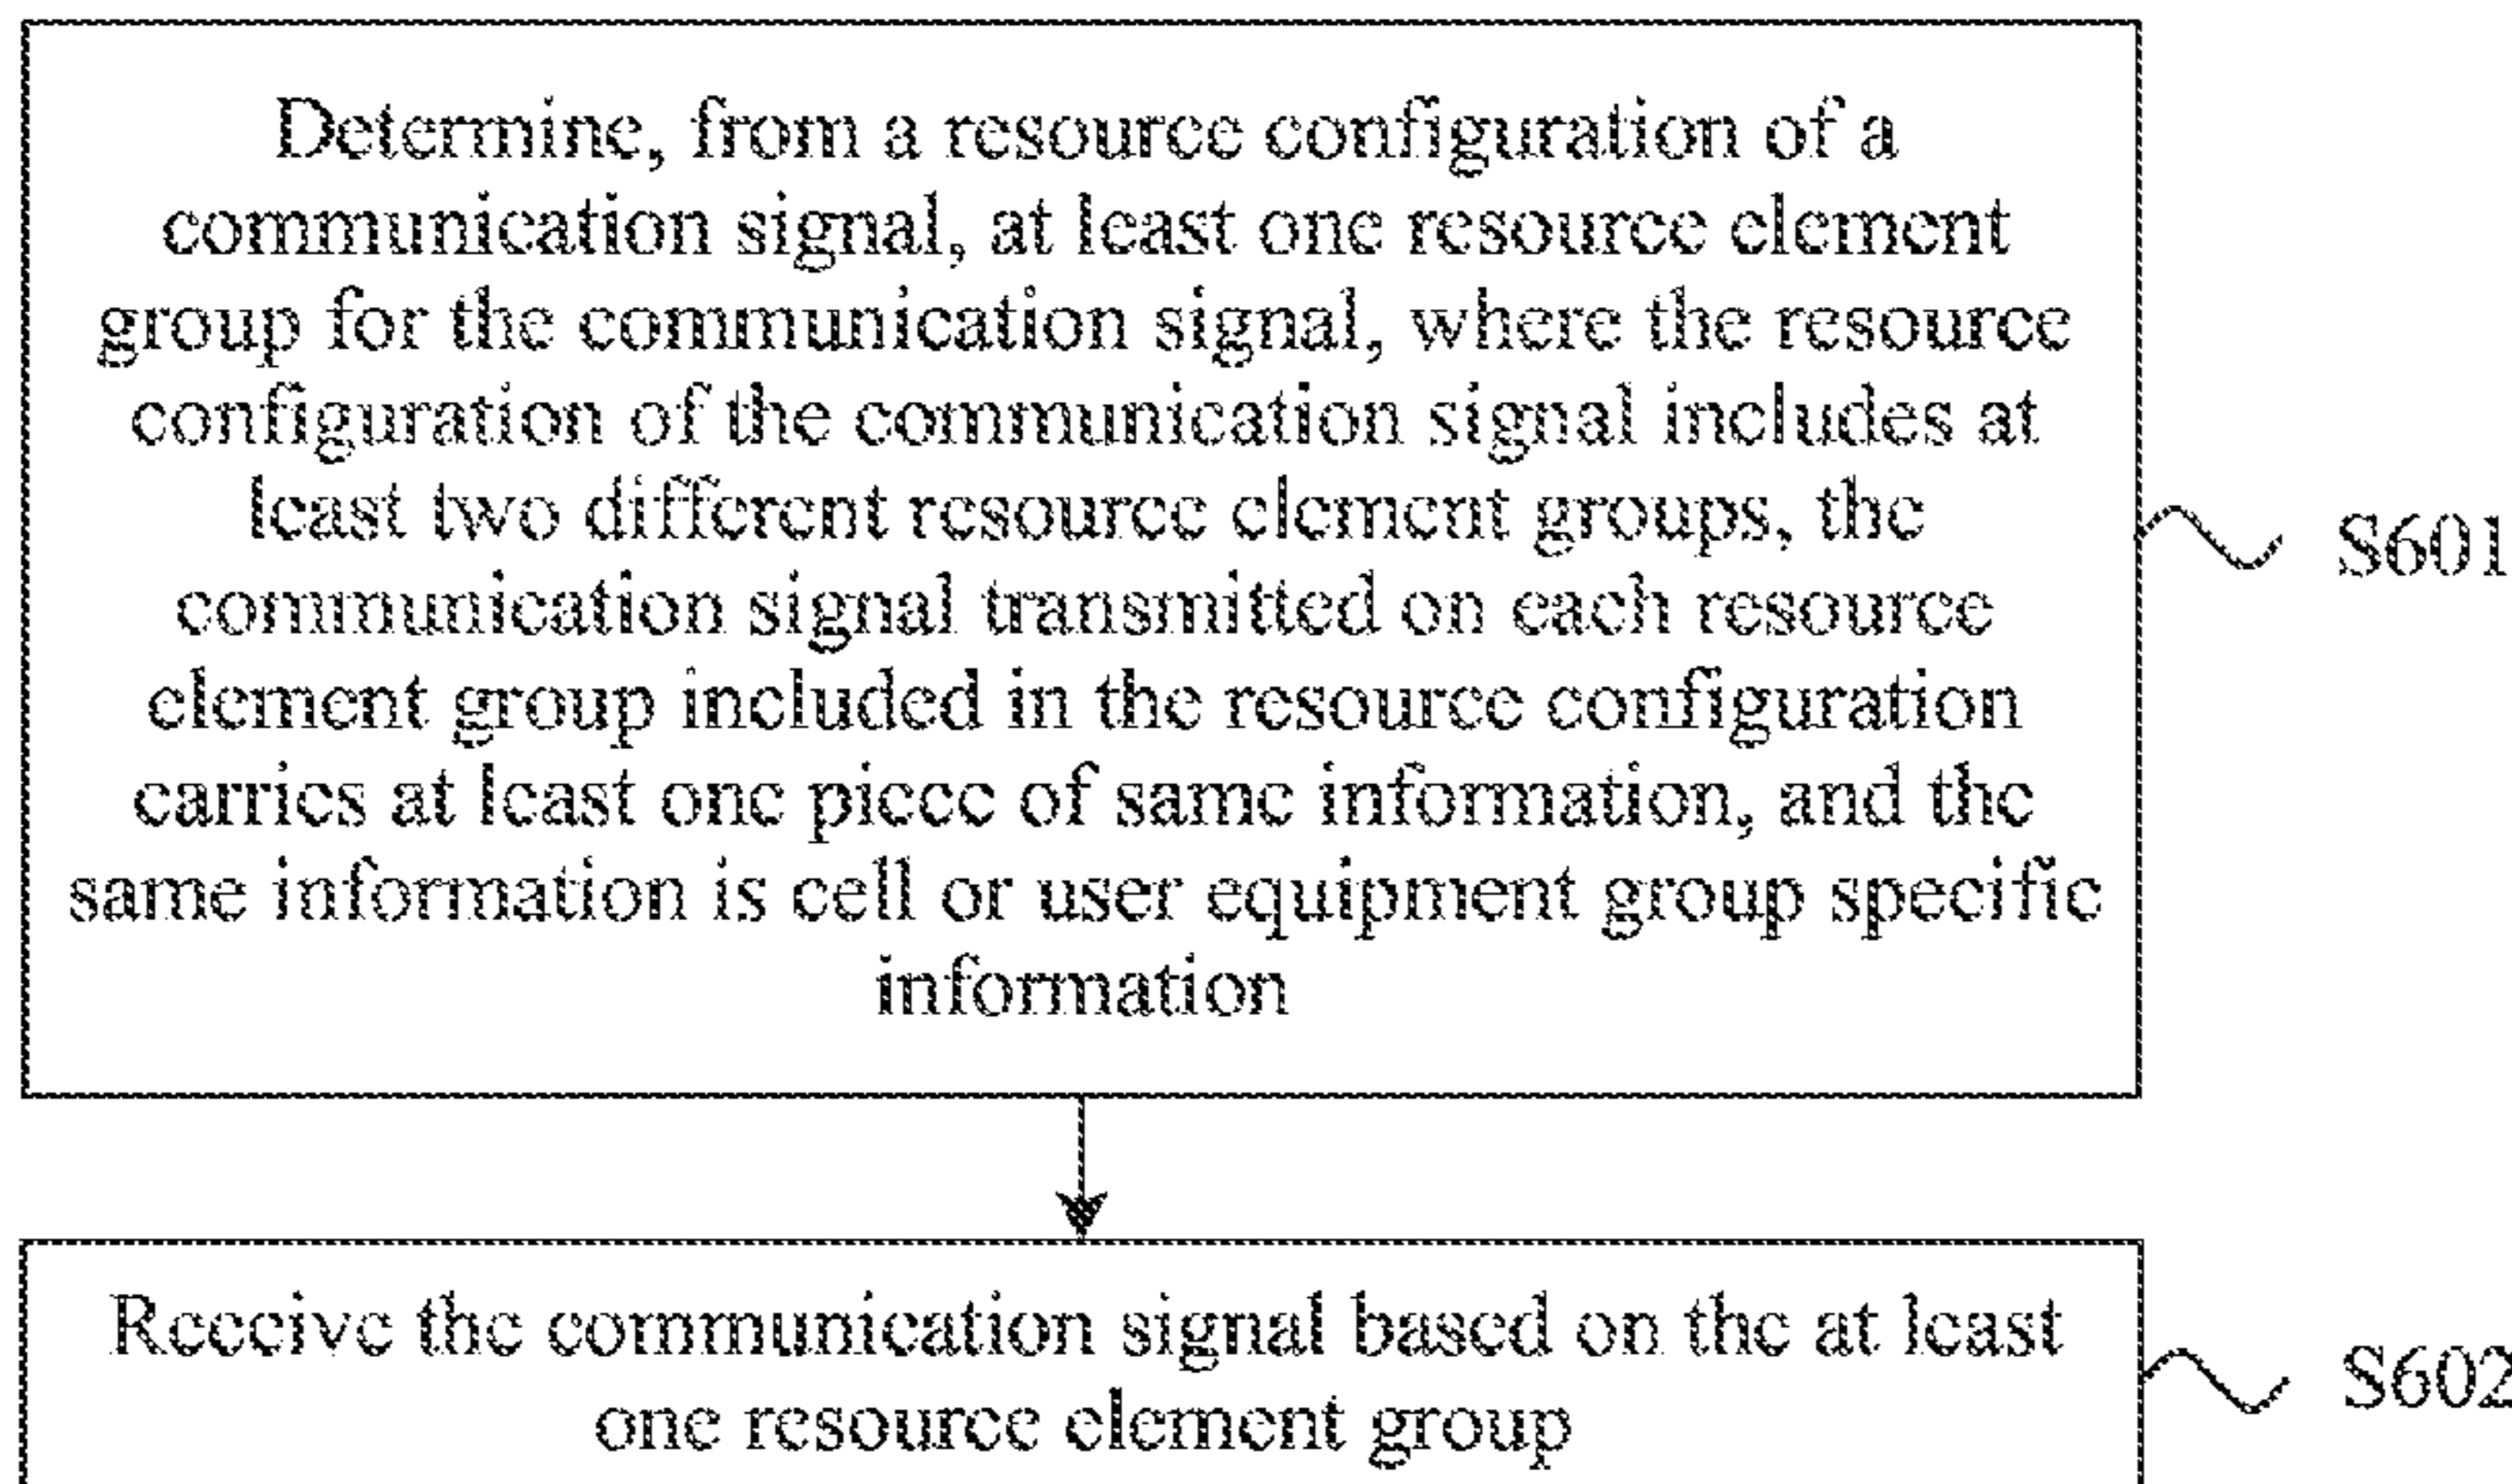 Determine, from a resource configuration of a
communication signal, at least one resource element
group for the communication signal, where the resource
configuration of the communication signal includes at
least two different resource element groups, the
communication signal transmitted on each resource
element group included in the resource configuration
carries at least one piece of same information, and the
same information is cell or user equipment group specific
information
S601
Receive the communication signal based on the at least
one resource element group
S602